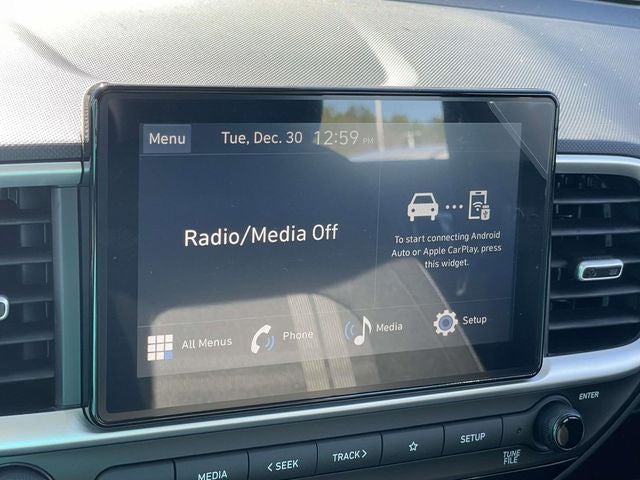 Menu Tue, Dec. 30 12:59 PM
Radio/Media Off
To start connecting Android
Auto or Apple CarPlay, press
this widget.
All Menus Phone Media Setup
ENTER
MEDIA < SEEK TRACK > ☆ SETUP TUNE
FILE